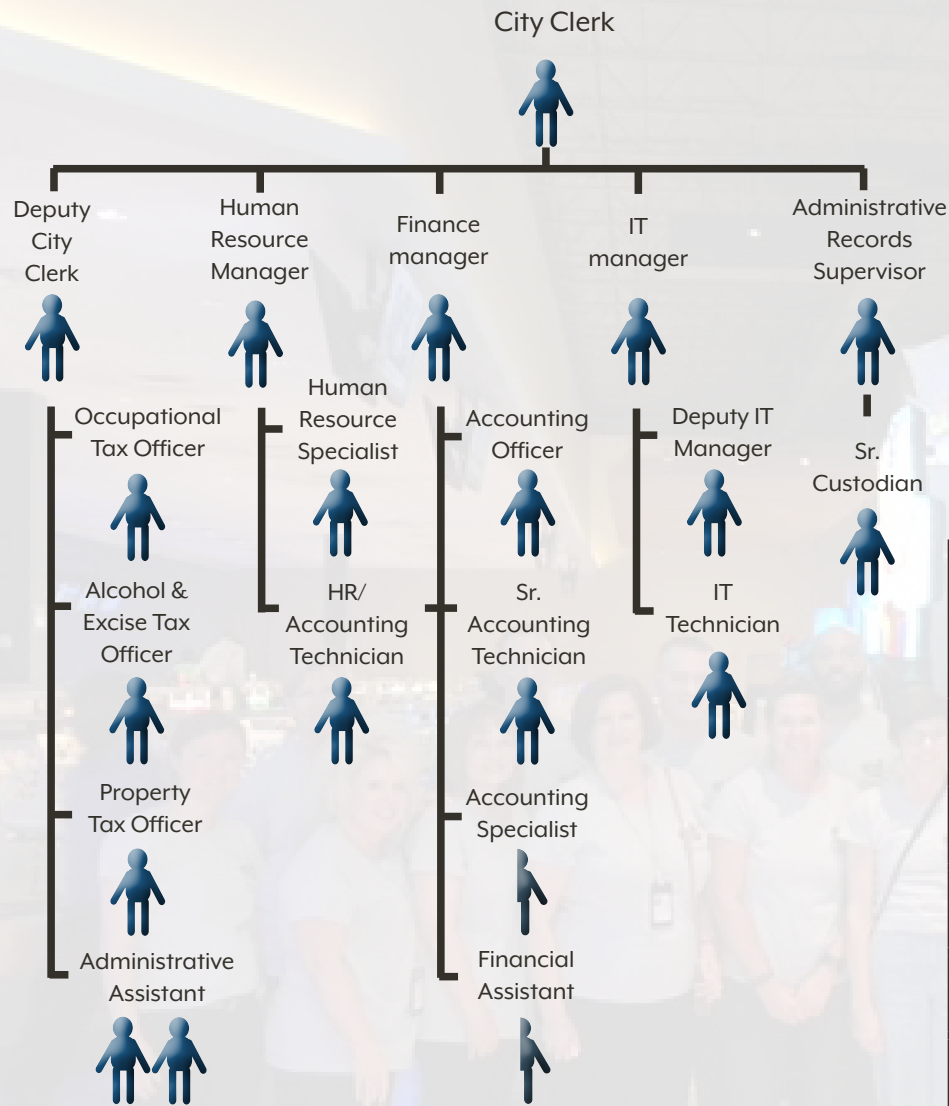 City Clerk
Deputy
City
Clerk
Human
Resource
Manager
Finance
manager
IT
manager
Administrative
Records
Supervisor
Occupational
Tax Officer
Alcohol &
Excise Tax
Officer
Property
Tax Officer
Administrative
Assistant
Human
Resource
Specialist
HR/
Accounting
Technician
Accounting
Officer
Sr.
Accounting
Technician
Accounting
Specialist
Financial
Assistant
Deputy IT
Manager
IT
Technician
Sr.
Custodian